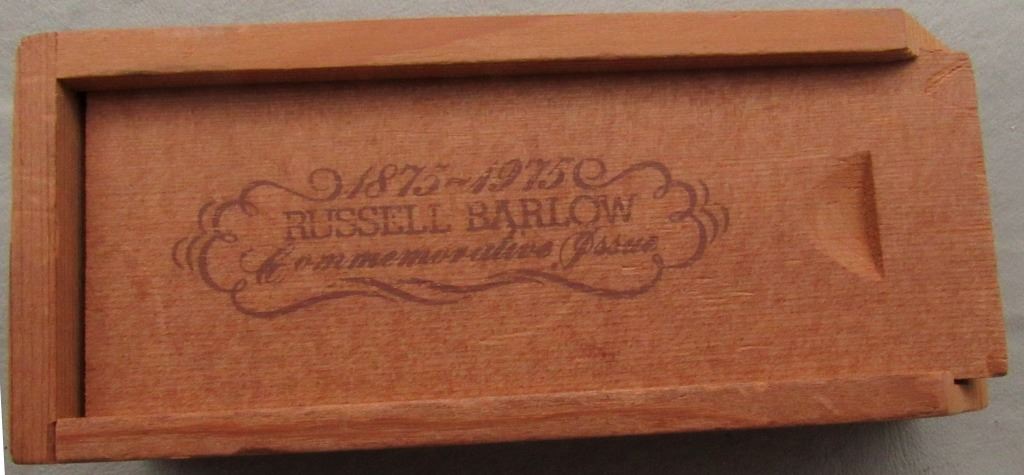 1875-1975
RUSSELL BARLOW
Commemorative Issue